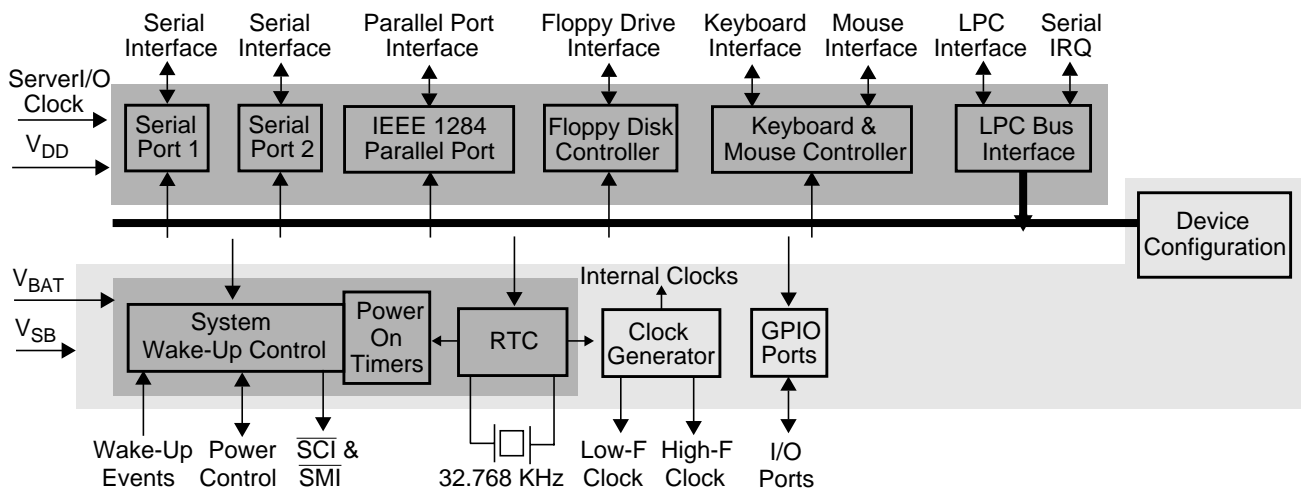 Serial
Interface
Serial
Interface
Parallel Port
Interface
Floppy Drive
Interface
Keyboard
Interface
Mouse
Interface
LPC
Interface
Serial
IRQ
ServerI/O
Clock
VDD
Serial
Port 1
Serial
Port 2
IEEE 1284
Parallel Port
Floppy Disk
Controller
Keyboard &
Mouse Controller
LPC Bus
Interface
Device
Configuration
VBAT
VSB
System
Wake-Up Control
Power
On
Timers
RTC
Internal Clocks
Clock
Generator
GPIO
Ports
Wake-Up
Events
Power
Control
SCI &
SMI
32.768 KHz
Low-F
Clock
High-F
Clock
I/O
Ports